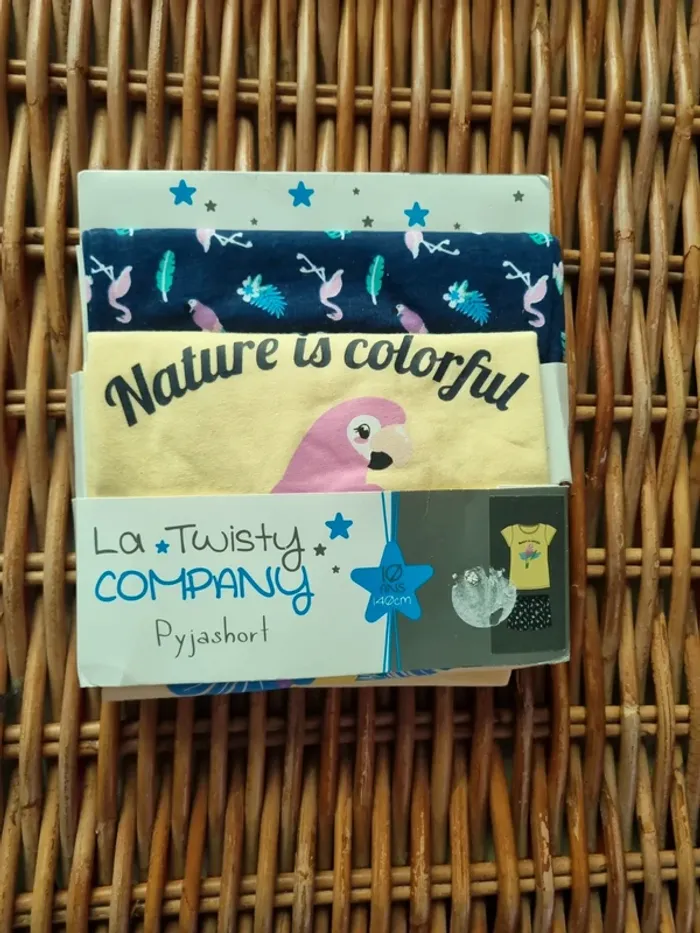 Nature is colorful
La Twisty
COMPANY
Pyjashort
10
ANS
140cm